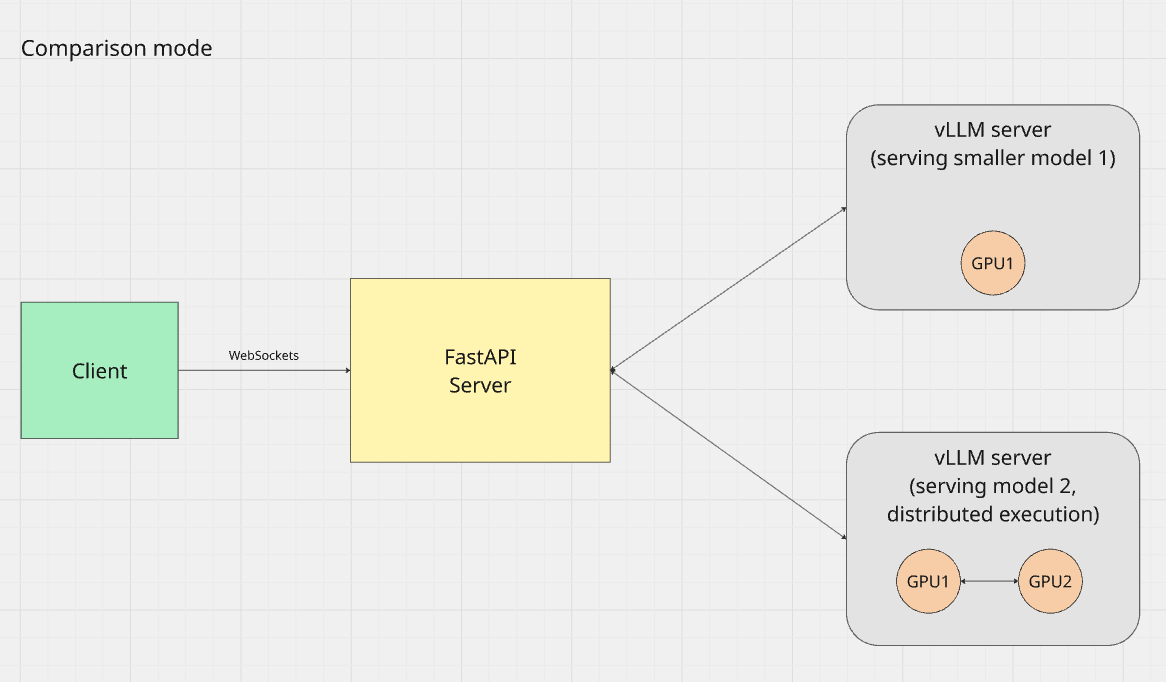 Comparison mode
vLLM server
(serving smaller model 1)
GPU1
Client
WebSockets
FastAPI
Server
vLLM server
(serving model 2,
distributed execution)
GPU1
GPU2